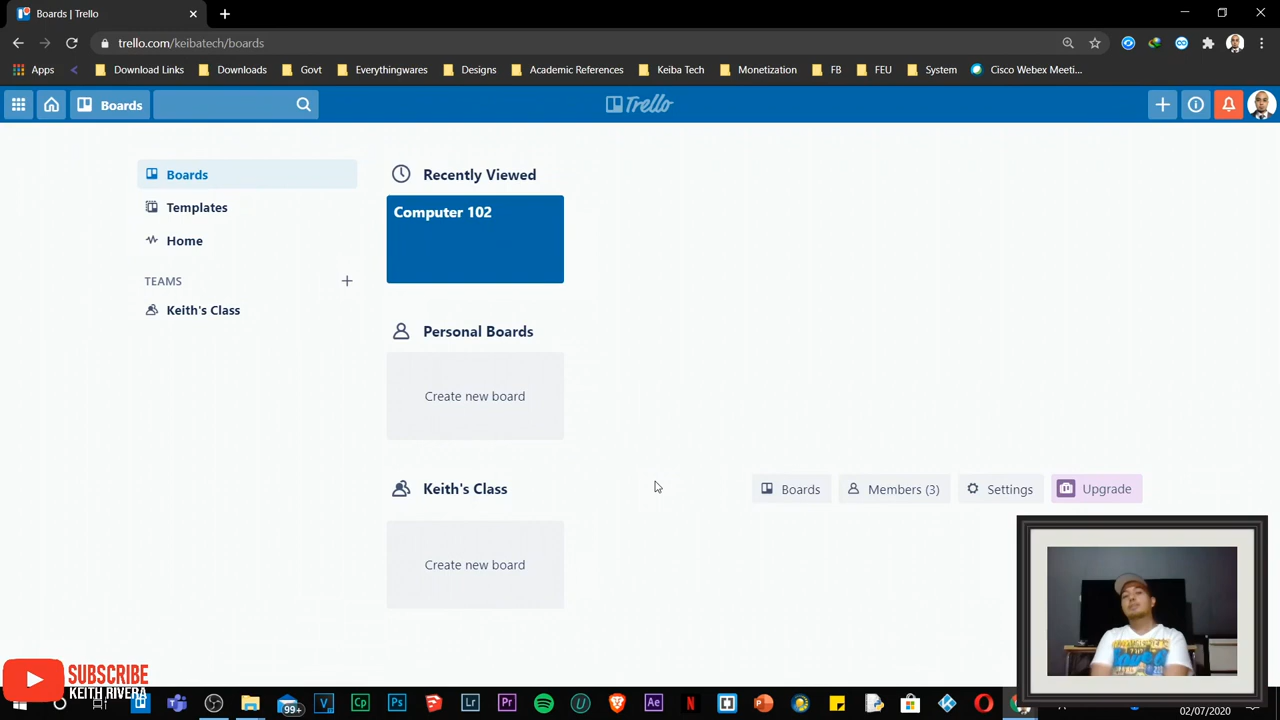 Boards | Trello
trello.com/keibatech/boards
Apps
Download Links
Downloads
Govt
Everythingwares
Designs
Academic References
Keiba Tech
Monetization
FB
FEU
System
Cisco Webex Meeti...
Boards
Trello
Boards
Templates
Home
TEAMS
Keith's Class
Recently Viewed
Computer 102
Personal Boards
Create new board
Keith's Class
Boards
Members (3)
Settings
Upgrade
Create new board
SUBSCRIBE
KEITH RIVERA
99+
02/07/2020